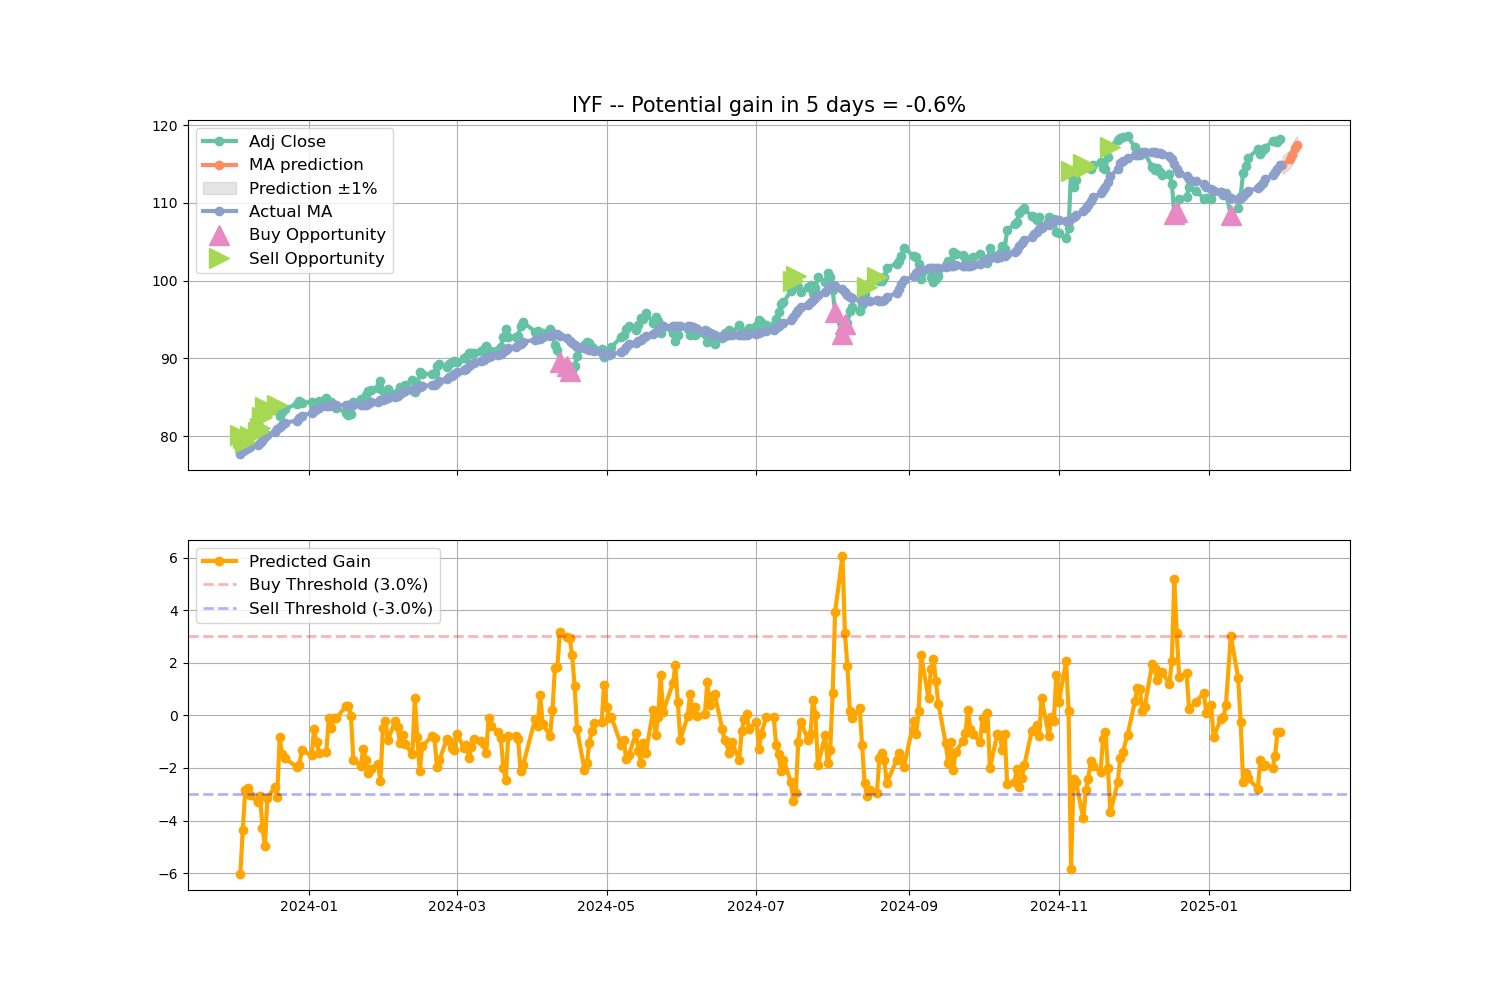 IYF -- Potential gain in 5 days = -0.6%
120
110
100
90
80
Adj Close
MA prediction
Prediction ±1%
Actual MA
Buy Opportunity
Sell Opportunity
6
4
2
0
−2
−4
−6
Predicted Gain
Buy Threshold (3.0%)
Sell Threshold (-3.0%)
2024-01
2024-03
2024-05
2024-07
2024-09
2024-11
2025-01